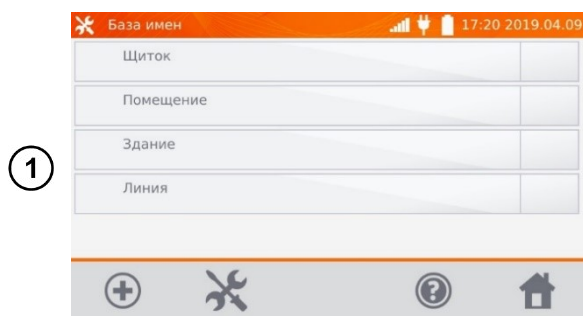 База имен 17:20 2019.04.09
Щиток
Помещение
Здание
1
Линия